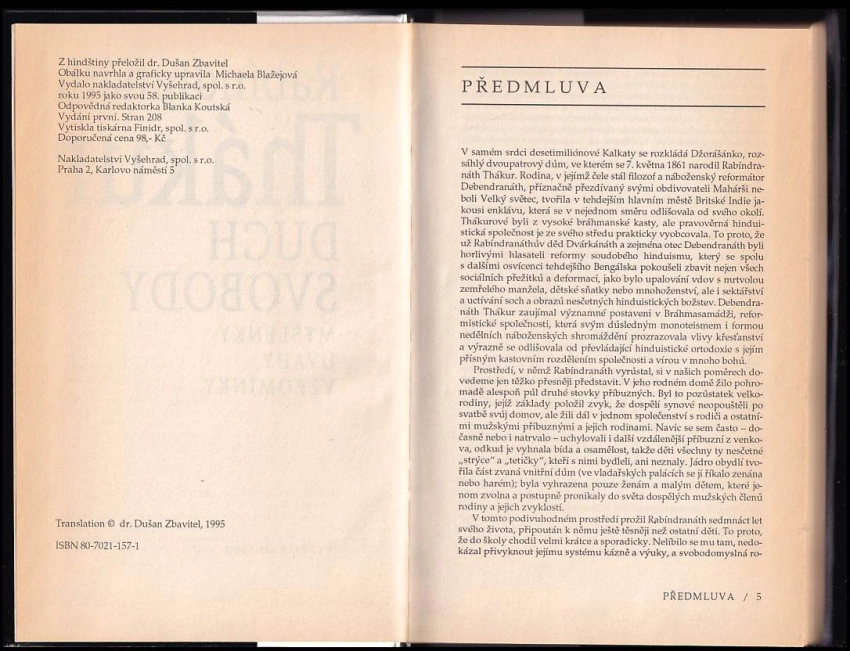 Z hindštiny přeložil dr. Dušan Zbavitel
Obálku navrhla a graficky upravila Michaela Blažejová
Vydalo nakladatelství Vyšehrad, spol. s r.o.
roku 1995 jako svou 58. publikaci
Odpovědná redaktorka Blanka Koutská
Vydání první. Stran 208
Vytiskla tiskárna Finidr, spol. s r.o.
Doporučená cena 98,- Kč
Nakladatelství Vyšehrad, spol. s r.o.
Praha 2, Karlovo náměstí 5
Translation © dr. Dušan Zbavitel, 1995
ISBN 80-7021-157-1
PŘEDMLUVA
V samém srdci desetimiliónové Kalkaty se rozkládá Džorášánko, roz-
sáhlý dvoupatrový dům, ve kterém se 7. května 1861 narodil Rabíndra-
náth Thákur. Rodina, v jejímž čele stál filozof a náboženský reformátor
Debendranáth, příznačně přezdívaný svými obdivovateli Mahárši ne-
boli Velký světec, tvořila v tehdejším hlavním městě Britské Indie ja-
kousi enklávu, která se v nejednom směru odlišovala od svého okolí.
Thákurové byli z vysoké bráhmanské kasty, ale pravověrná hindui-
stická společnost je ze svého středu prakticky vyobcovala. To proto, že
už Rabíndranáthův děd Dvárkánáth a zejména otec Debendranáth byli
horlivými hlasateli reformy soudobého hinduismu, který se spolu
s dalšími osvícenci tehdejšího Bengálska pokoušeli zbavit nejen všech
sociálních přežitků a deformací, jako bylo upalování vdov s mrtvolou
zemřelého manžela, dětské sňatky nebo mnohoženství, ale i sektářství
a uctívání soch a obrazů nesčetných hinduistických božstev. Debendra-
náth Thákur zaujímal významné postavení v Bráhmasamádži, refor-
mistické společnosti, která svým důsledným monoteismem i formou
nedělních náboženských shromáždění prozrazovala vlivy křesťanství
a výrazně se odlišovala od převládající hinduistické ortodoxie s jejím
přísným kastovním rozdělením společnosti a vírou v mnoho bohů.
Prostředí, v němž Rabíndranáth vyrůstal, si v našich poměrech do-
vedeme jen těžko přesněji představit. V jeho rodném domě žilo pohro-
madě alespoň půl druhé stovky příbuzných. Byl to pozůstatek velko-
rodiny, jejíž základy položil zvyk, že dospělí synové neopouštěli po
svatbě svůj domov, ale žili dál v jednom společenství s rodiči a ostatní-
mi mužskými příbuznými a jejich rodinami. Navíc se sem často – do-
časně nebo i natrvalo – uchylovali i další vzdálenější příbuzní z venko-
va, odkud je vyhnala bída a osamělost, takže děti všechny ty nesčetné
„strýce“ a „tetičky“, kteří s nimi bydleli, ani neznaly. Jádro obydlí tvo-
řila část zvaná vnitřní dům (ve vladařských palácích se jí říkalo zenána
nebo harém); byla vyhrazena pouze ženám a malým dětem, které je-
nom zvolna a postupně pronikaly do světa dospělých mužských členů
rodiny a jejich zvyklostí.
V tomto podivuhodném prostředí prožil Rabíndranáth sedmnáct let
svého života, připoután k němu ještě těsněji než ostatní děti. To proto,
že do školy chodil velmi krátce a sporadicky. Nelíbilo se mu tam, nedo-
kázal přivyknout jejímu systému kázně a výuky, a svobodomyslná ro-
PŘEDMLUVA / 5